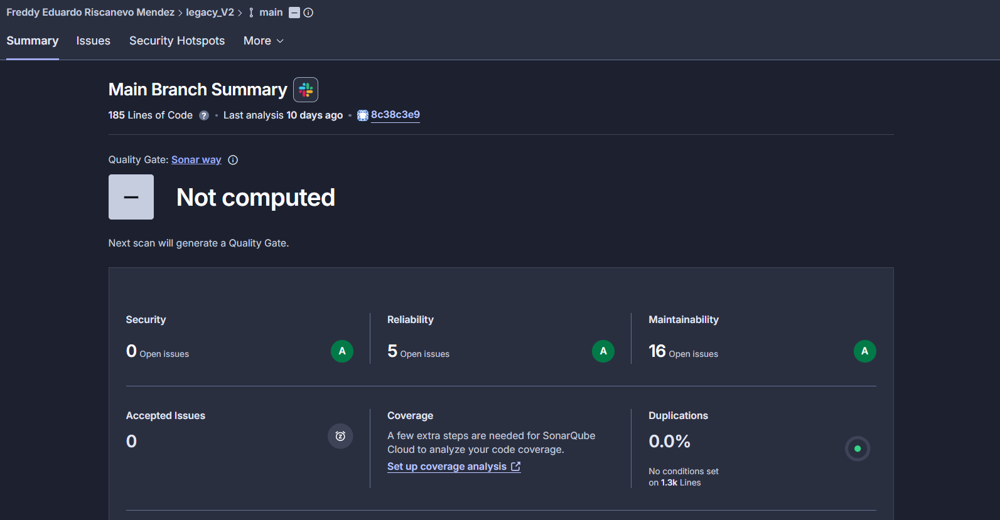 Freddy Eduardo Riscanevo Mendez > legacy_V2 > main
Summary Issues Security Hotspots More
Main Branch Summary
185 Lines of Code ? • Last analysis 10 days ago • 8c38c3e9
Quality Gate: Sonar way
Not computed
Next scan will generate a Quality Gate.
Security
0 Open issues
A
Reliability
5 Open issues
A
Maintainability
16 Open issues
A
Accepted Issues
0
Coverage
A few extra steps are needed for SonarQube
Cloud to analyze your code coverage.
Set up coverage analysis
Duplications
0.0%
No conditions set
on 1.3k Lines